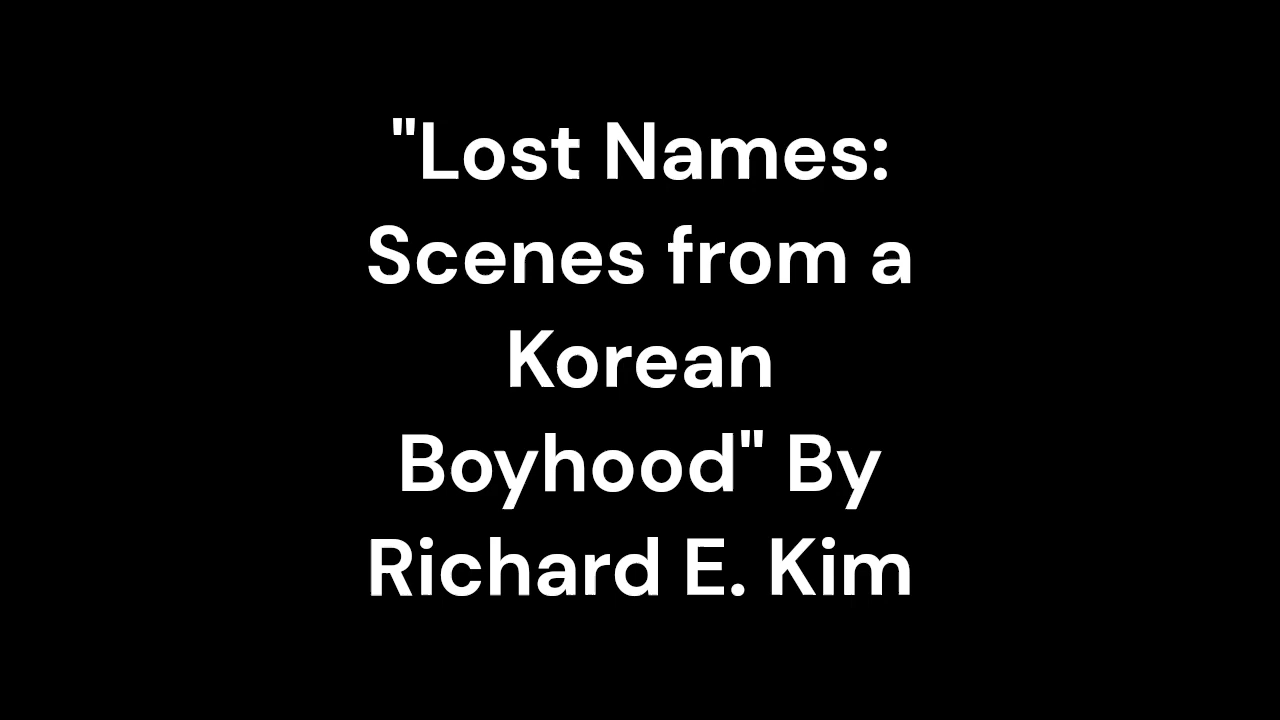 "Lost Names:
Scenes from a
Korean
Boyhood" By
Richard E. Kim